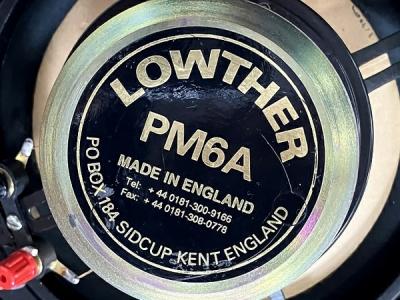 LOWTHER
PM6A
MADE IN ENGLAND
Tel: +44 0181-300-9166
Fax: +44 0181-308-0778
PO BOX 184 SIDCUP KENT ENGLAND